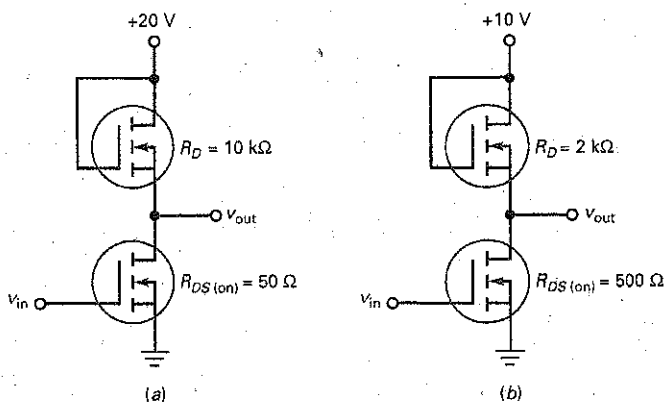 +20 V
R_D = 10 kΩ
v_out
R_DS (on) = 50 Ω
v_in
(a)
+10 V
R_D = 2 kΩ
v_out
R_DS (on) = 500 Ω
v_in
(b)